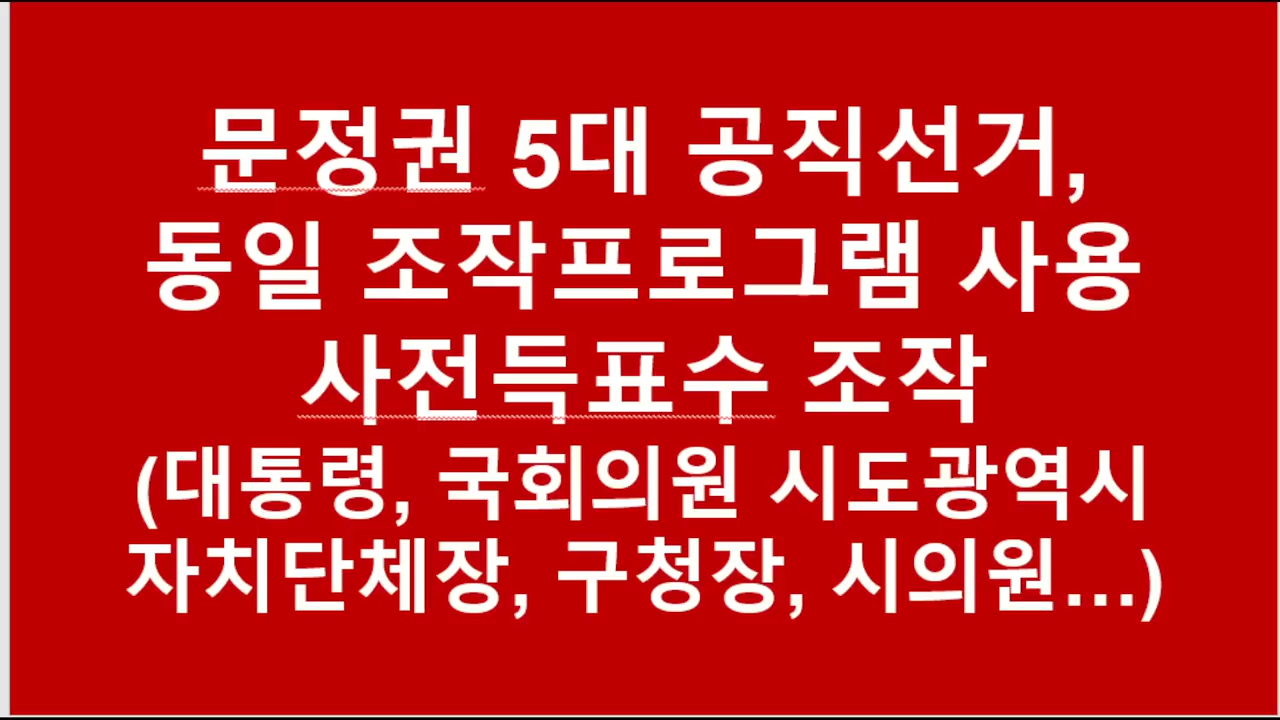 문정권 5대 공직선거,
동일 조작프로그램 사용
사전득표수 조작
(대통령, 국회의원 시도광역시
자치단체장, 구청장, 시의원...)